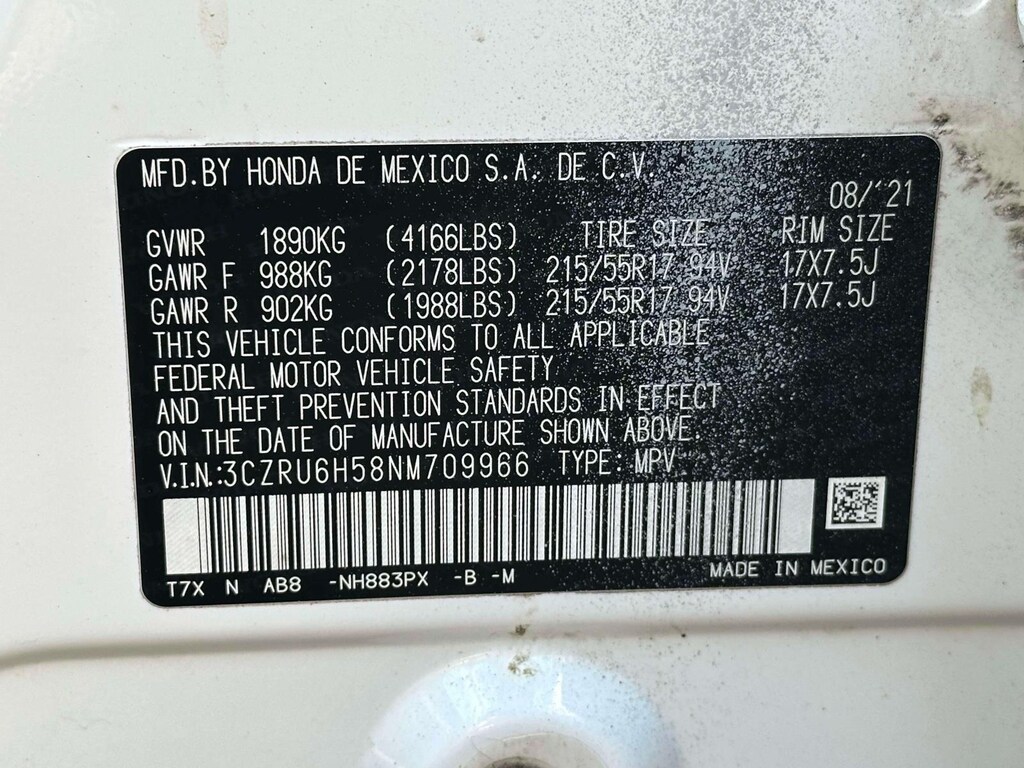 MFD.BY HONDA DE MEXICO S.A. DE C.V.
08/'21
GVWR 1890KG (4166LBS) TIRE SIZE RIM SIZE
GAWR F 988KG (2178LBS) 215/55R17 94V 17X7.5J
GAWR R 902KG (1988LBS) 215/55R17 94V 17X7.5J
THIS VEHICLE CONFORMS TO ALL APPLICABLE
FEDERAL MOTOR VEHICLE SAFETY
AND THEFT PREVENTION STANDARDS IN EFFECT
ON THE DATE OF MANUFACTURE SHOWN ABOVE.
V.I.N.:3CZRU6H58NM709966 TYPE: MPV
T7X N AB8 -NH883PX -B -M MADE IN MEXICO